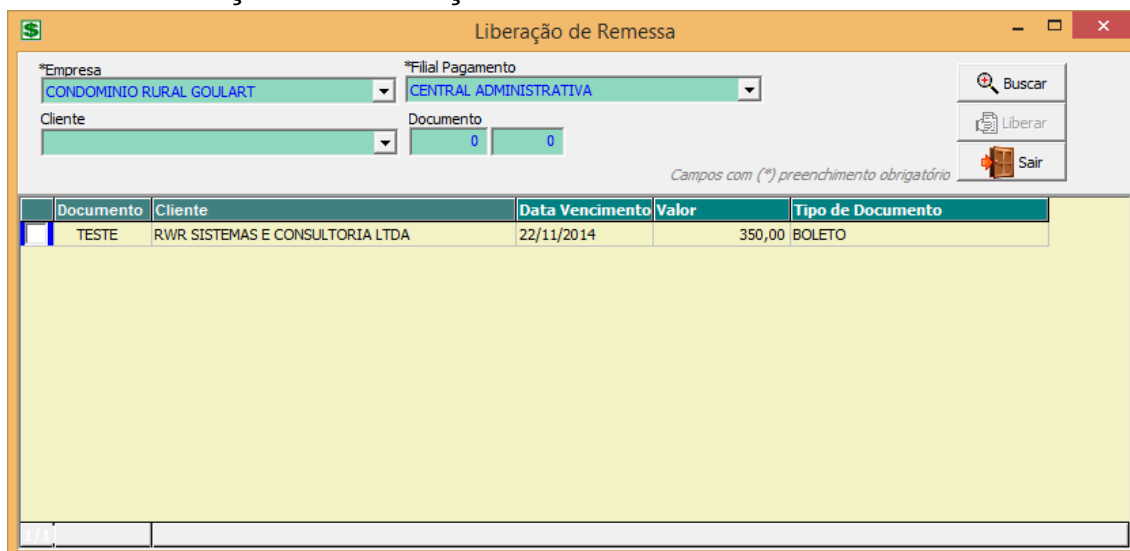 Liberação de Remessa
*Empresa
*Filial Pagamento
CONDOMINIO RURAL GOULART
CENTRAL ADMINISTRATIVA
Buscar
Cliente
Documento
0 0
Liberar
Campos com (*) preenchimento obrigatório
Sair
Documento Cliente Data Vencimento Valor Tipo de Documento
TESTE RWR SISTEMAS E CONSULTORIA LTDA 22/11/2014 350,00 BOLETO
1/1